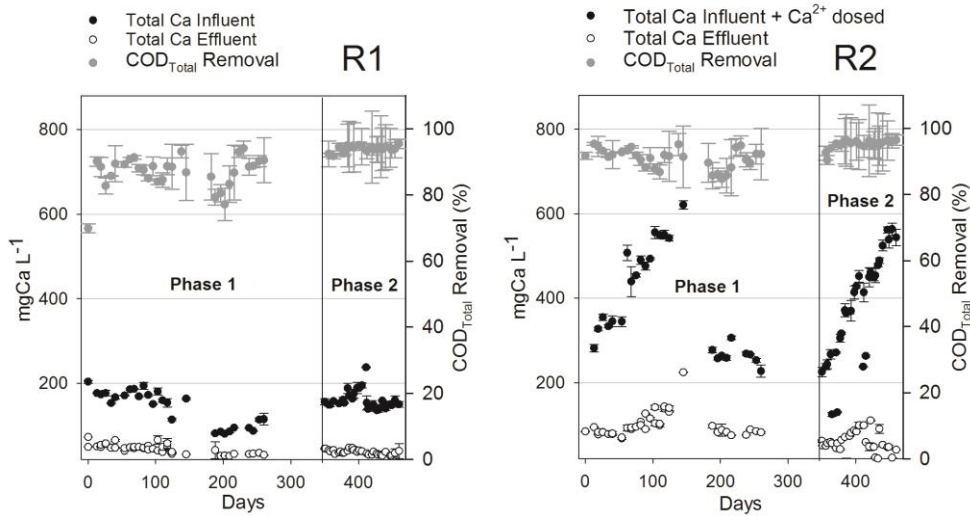 Total Ca Influent
Total Ca Effluent
COD_Total Removal
R1
800
600
400
200
mgCa L⁻¹
100
80
60
40
20
0
COD_Total Removal (%)
Phase 1
Phase 2
0
100
200
300
400
Days
Total Ca Influent + Ca²⁺ dosed
Total Ca Effluent
COD_Total Removal
R2
800
600
400
200
mgCa L⁻¹
100
80
60
40
20
0
COD_Total Removal (%)
Phase 2
Phase 1
0
100
200
300
400
Days